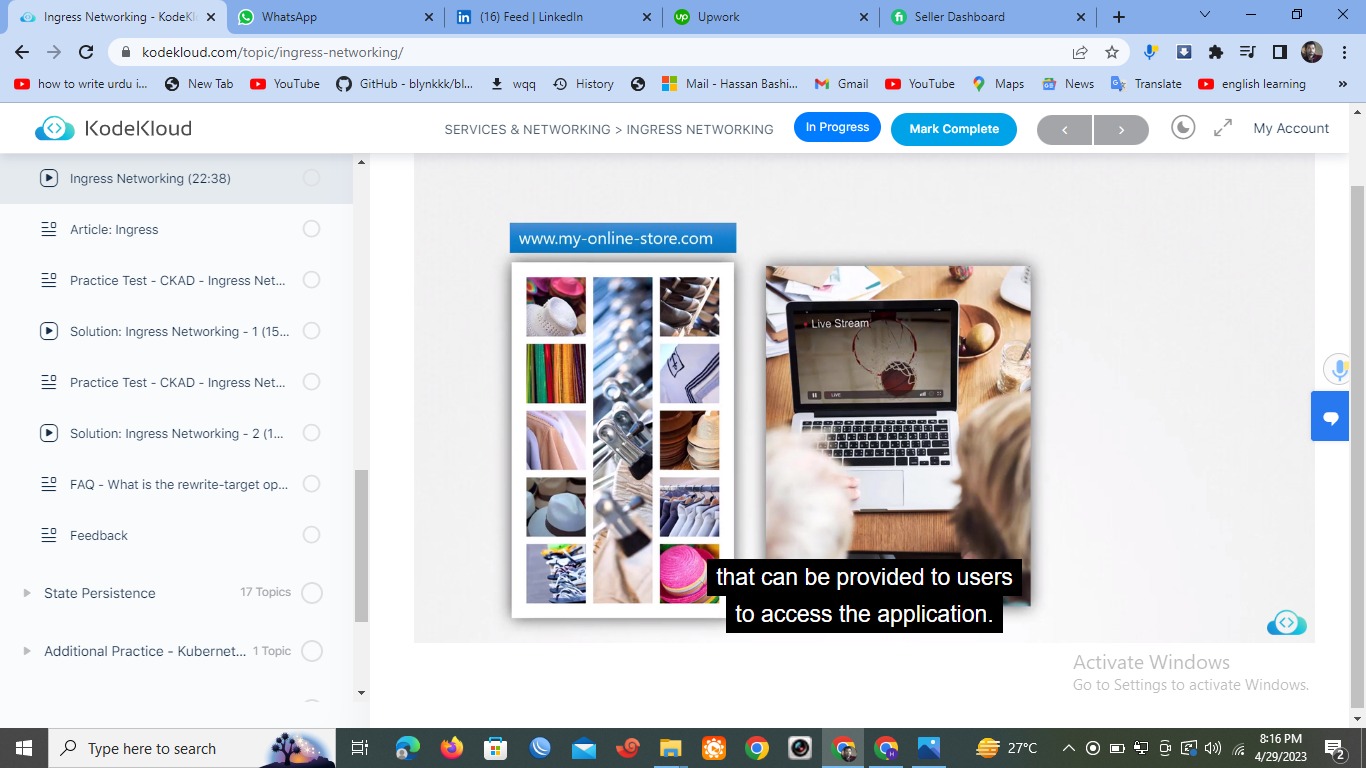 Ingress Networking - KodeKl
WhatsApp
(16) Feed | LinkedIn
Upwork
Seller Dashboard
kodekloud.com/topic/ingress-networking/
how to write urdu i...
New Tab
YouTube
GitHub - blynkkk/bl...
wqq
History
Mail - Hassan Bashi...
Gmail
YouTube
Maps
News
Translate
english learning
»
KodeKloud
SERVICES & NETWORKING > INGRESS NETWORKING
In Progress
Mark Complete
My Account
Ingress Networking (22:38)
Article: Ingress
Practice Test - CKAD - Ingress Net...
Solution: Ingress Networking - 1 (15...
Practice Test - CKAD - Ingress Net...
Solution: Ingress Networking - 2 (1...
FAQ - What is the rewrite-target op...
Feedback
State Persistence
17 Topics
Additional Practice - Kubernet...
1 Topic
www.my-online-store.com
Live Stream
LIVE
that can be provided to users
to access the application.
Activate Windows
Go to Settings to activate Windows.
Type here to search
27°C
8:16 PM
4/29/2023
2